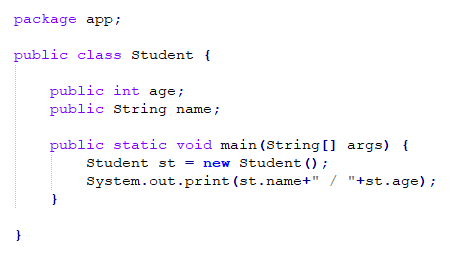 package app;
public class Student {
public int age;
public String name;
public static void main(String[] args) {
Student st = new Student();
System.out.print(st.name+" / "+st.age);
}
}